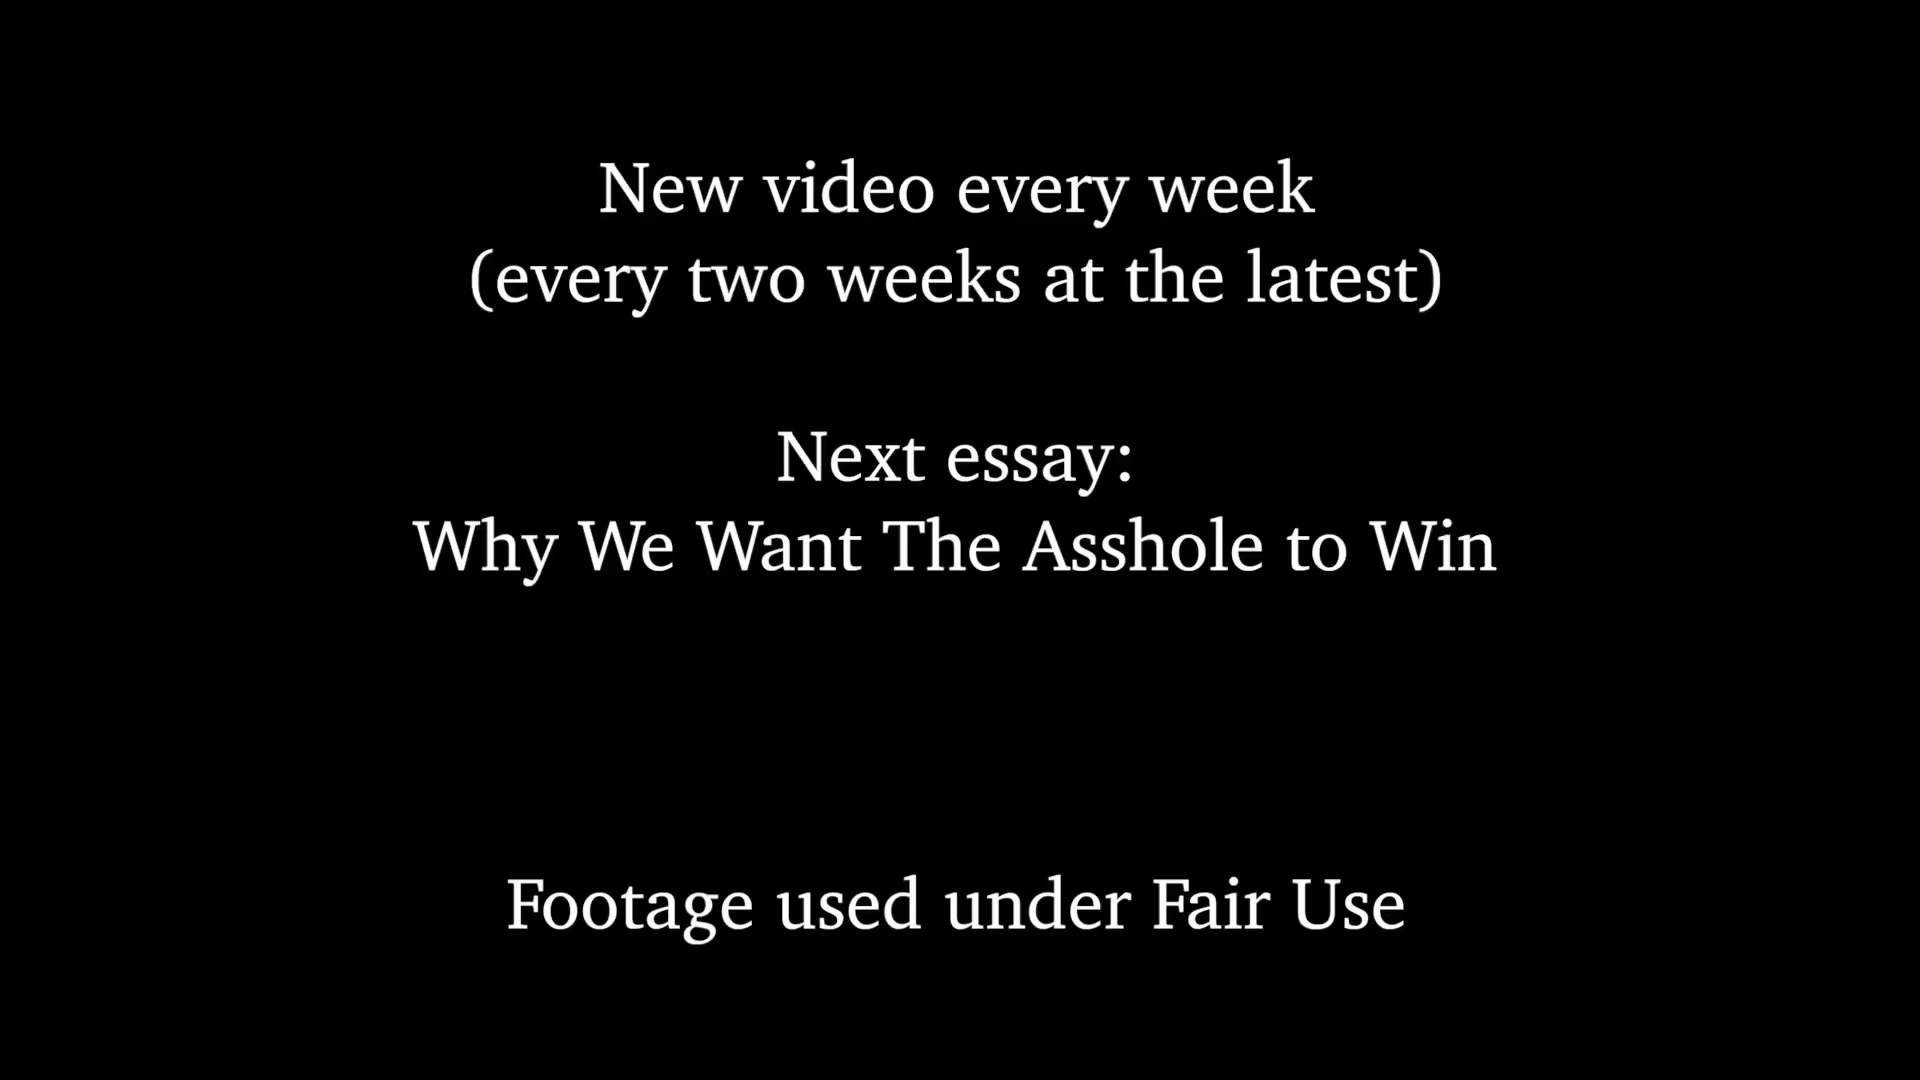 New video every week
(every two weeks at the latest)
Next essay:
Why We Want The Asshole to Win
Footage used under Fair Use